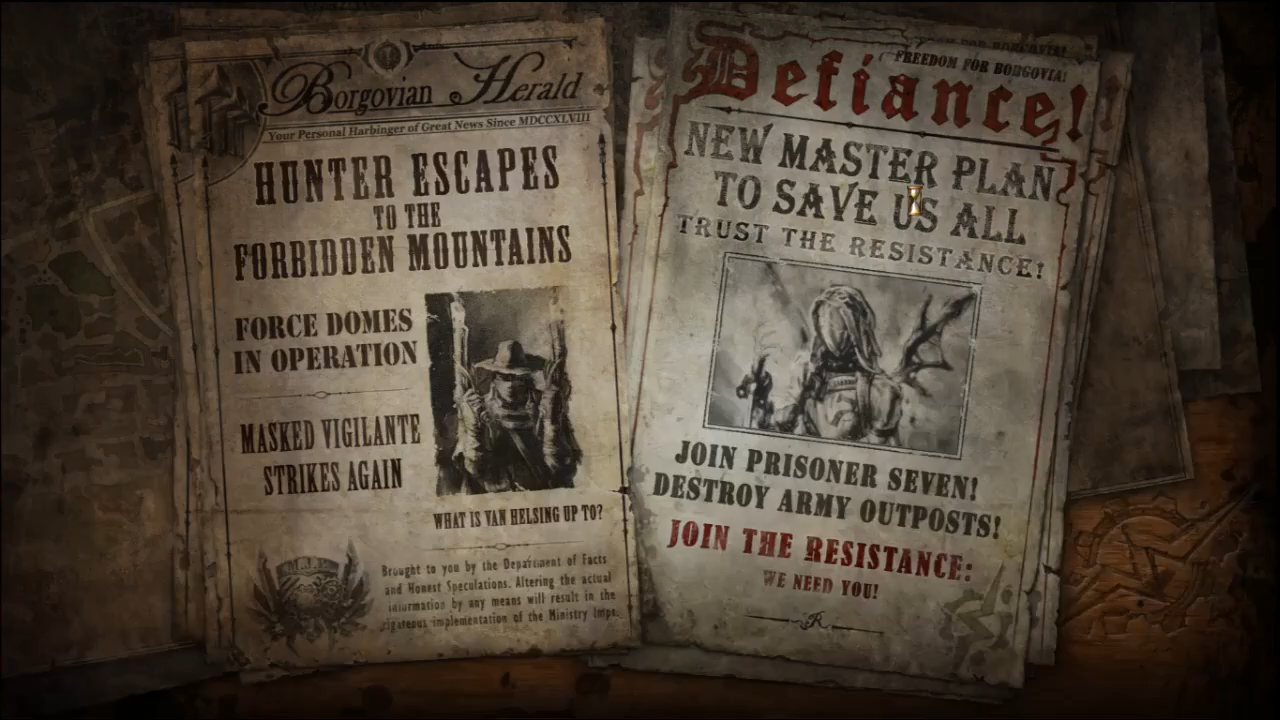 Borgovian Herald
Your Personal Harbinger of Great News Since MDCCXLVIII
HUNTER ESCAPES
TO THE
FORBIDDEN MOUNTAINS
FORCE DOMES
IN OPERATION
MASKED VIGILANTE
STRIKES AGAIN
WHAT IS VAN HELSING UP TO?
Brought to you by the Department of Facts
and Honest Speculations. Altering the actual
information by any means will result in the
rigateous implementation of the Ministry Imps.
FREEDOM FOR BORGOVIA!
Defiance!
NEW MASTER PLAN
TO SAVE US ALL
TRUST THE RESISTANCE!
JOIN PRISONER SEVEN!
DESTROY ARMY OUTPOSTS!
JOIN THE RESISTANCE:
WE NEED YOU!
R